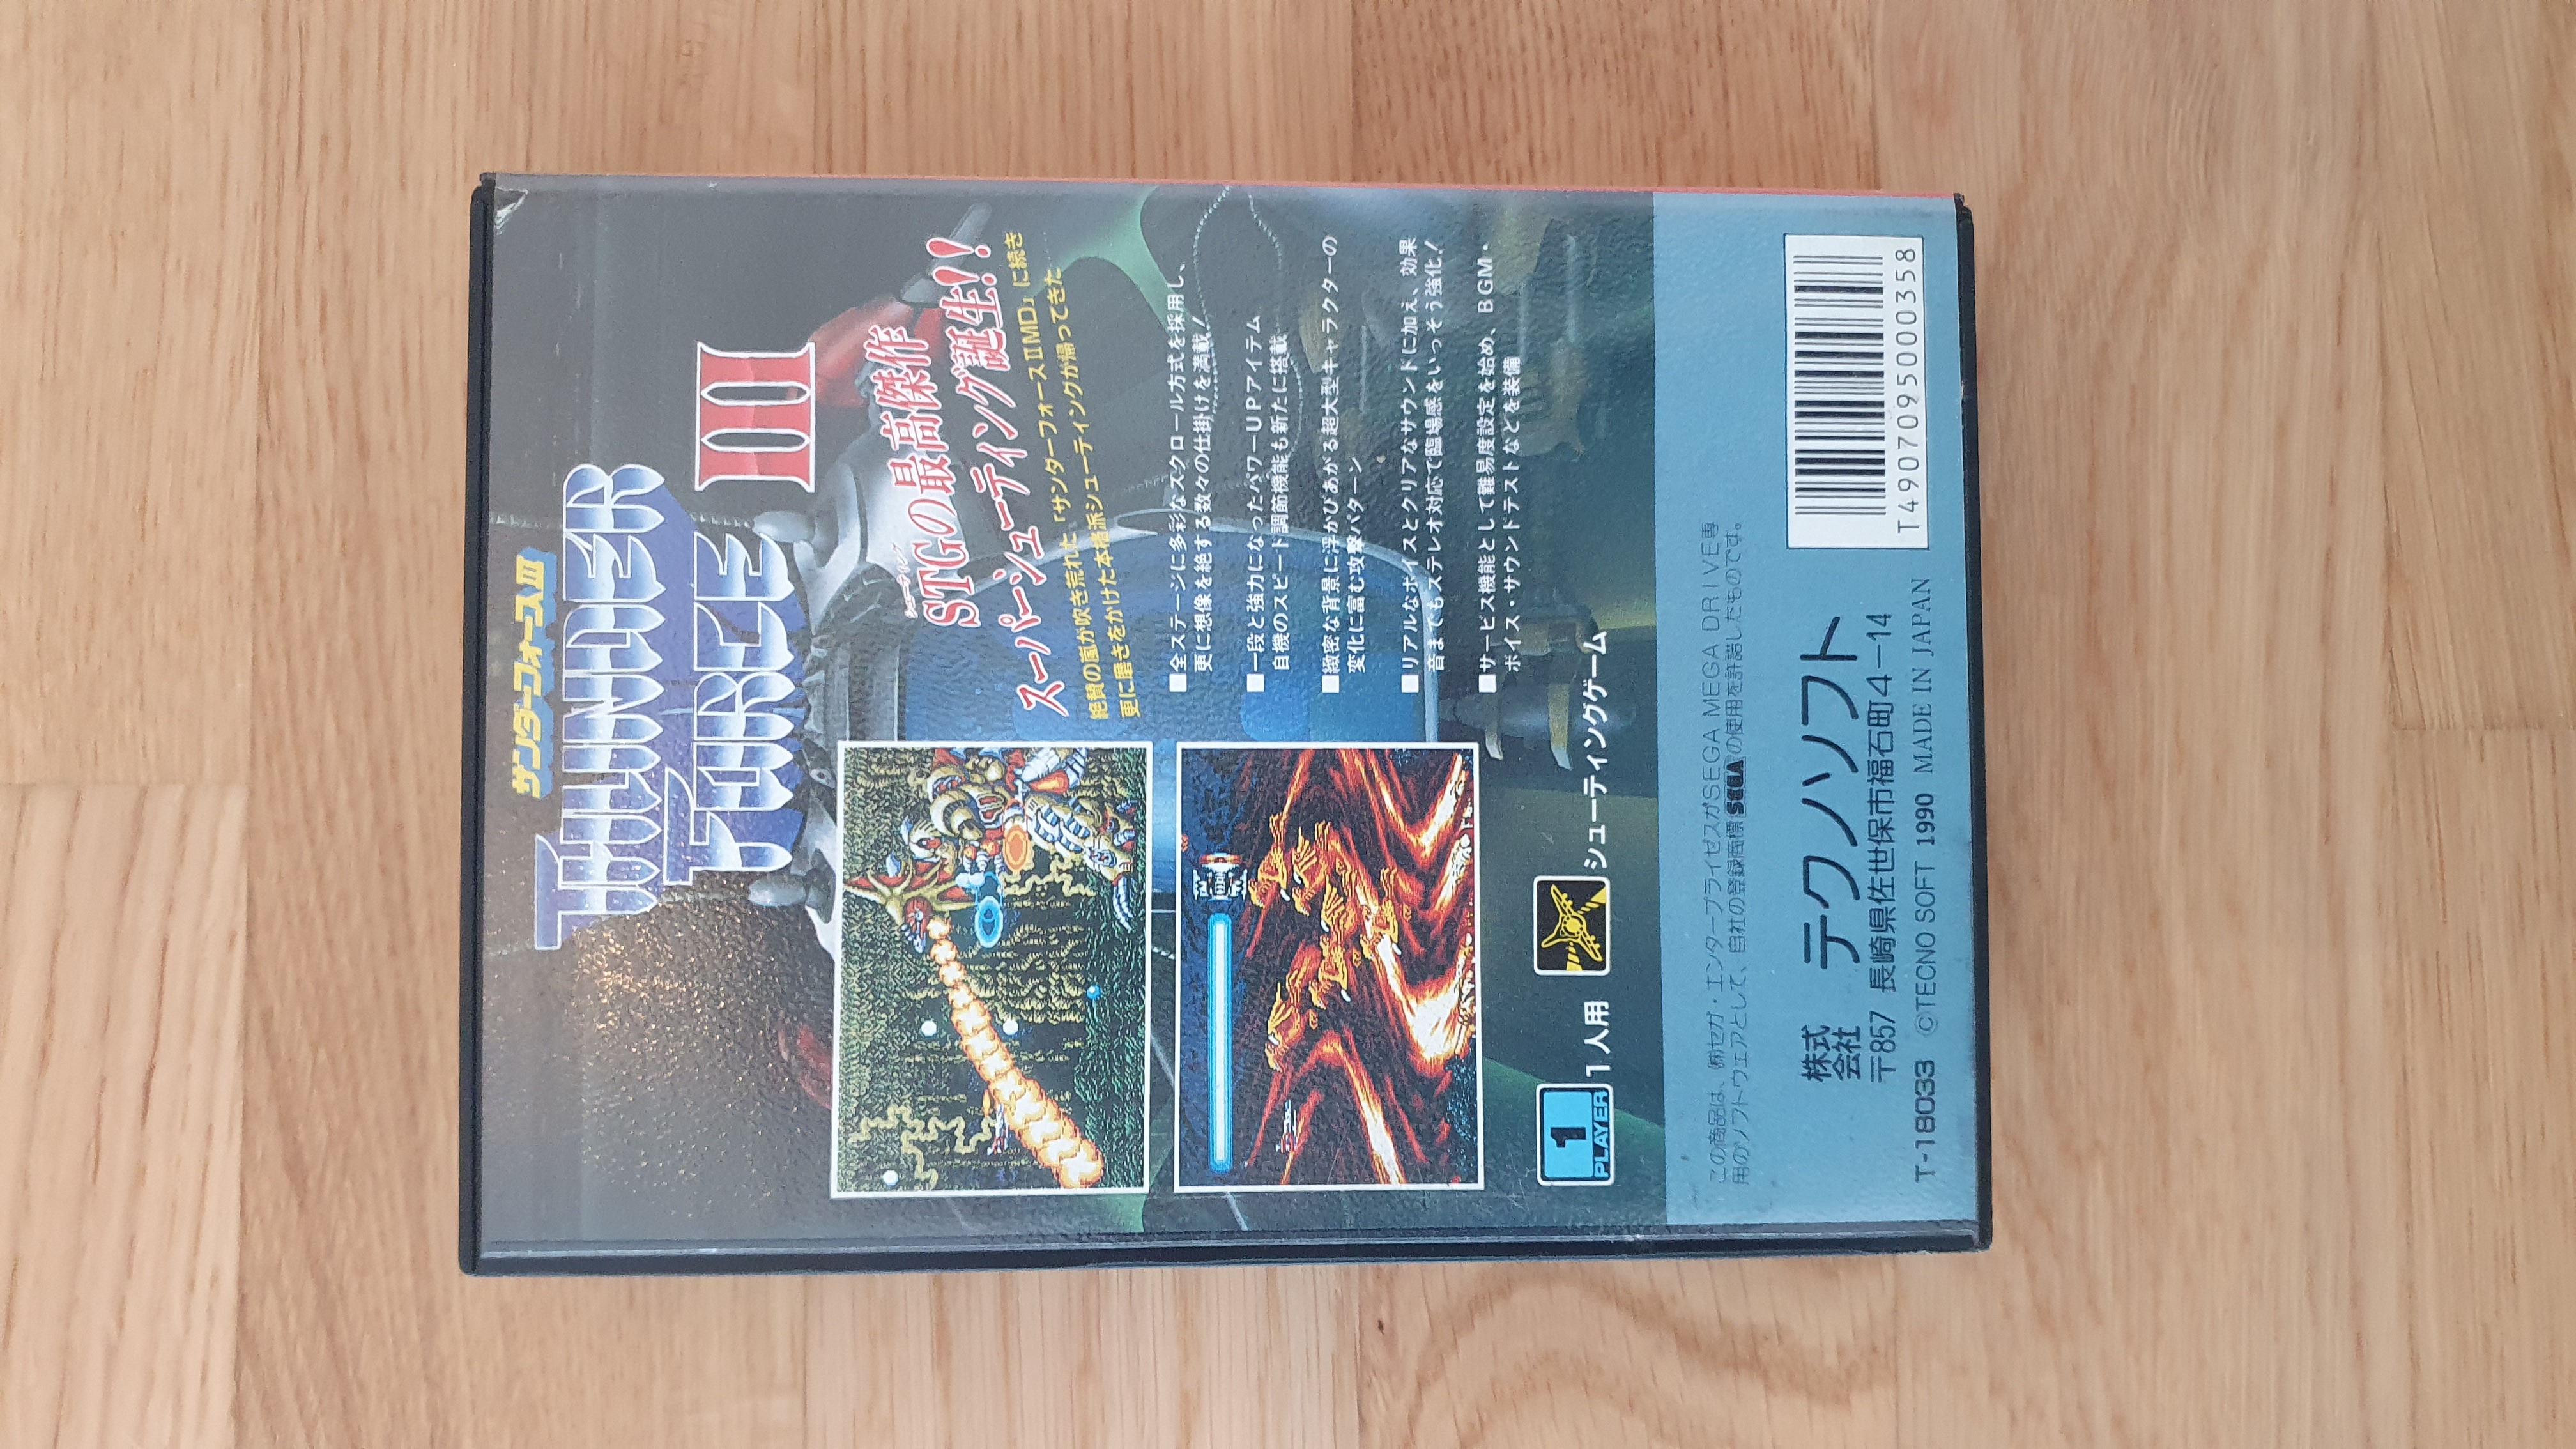 サンダーフォースIII
THUNDER
FORCE
III
シューティング
STGの最高傑作
スーパーシューティング誕生!!
絶賛の嵐が吹き荒れた「サンダーフォースII MD」に続き
更に磨きをかけた本格派シューティングが帰ってきた
■全ステージに多彩なスクロール方式を採用し、
更に想像を絶する数々の仕掛けを満載!
■一段と強力になったパワーUPアイテム
自機のスピード調節機能も新たに搭載
■緻密な背景に浮かびあがる超大型キャラクターの
変化に富む攻撃パターン
■リアルなボイスとクリアなサウンドに加え、効果
音までもステレオ対応で臨場感をいっそう強化!
■サービス機能として難易度設定を始め、BGM・
ボイス・サウンドテストなどを装備
1
PLAYER
1人用
シューティングゲーム
この商品は、㈱セガ・エンタープライゼスがSEGA MEGA DRIVE専
用のソフトウェアとして、自社の登録商標SEGAの使用を許諾したものです。
株式会社 テクノソフト
〒857 長崎県佐世保市福石町4-14
T-18033 ©TECNO SOFT 1990 MADE IN JAPAN
T4907095000358